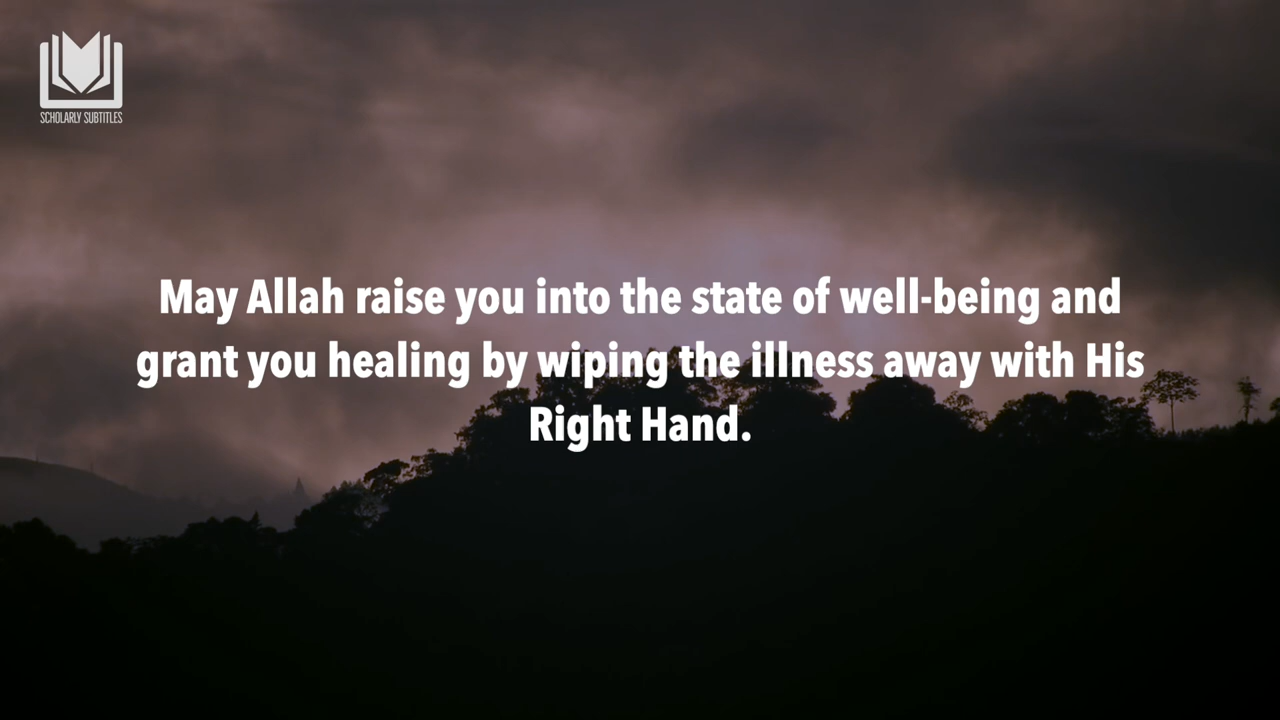 SCHOLARLY SUBTITLES
May Allah raise you into the state of well-being and
grant you healing by wiping the illness away with His
Right Hand.